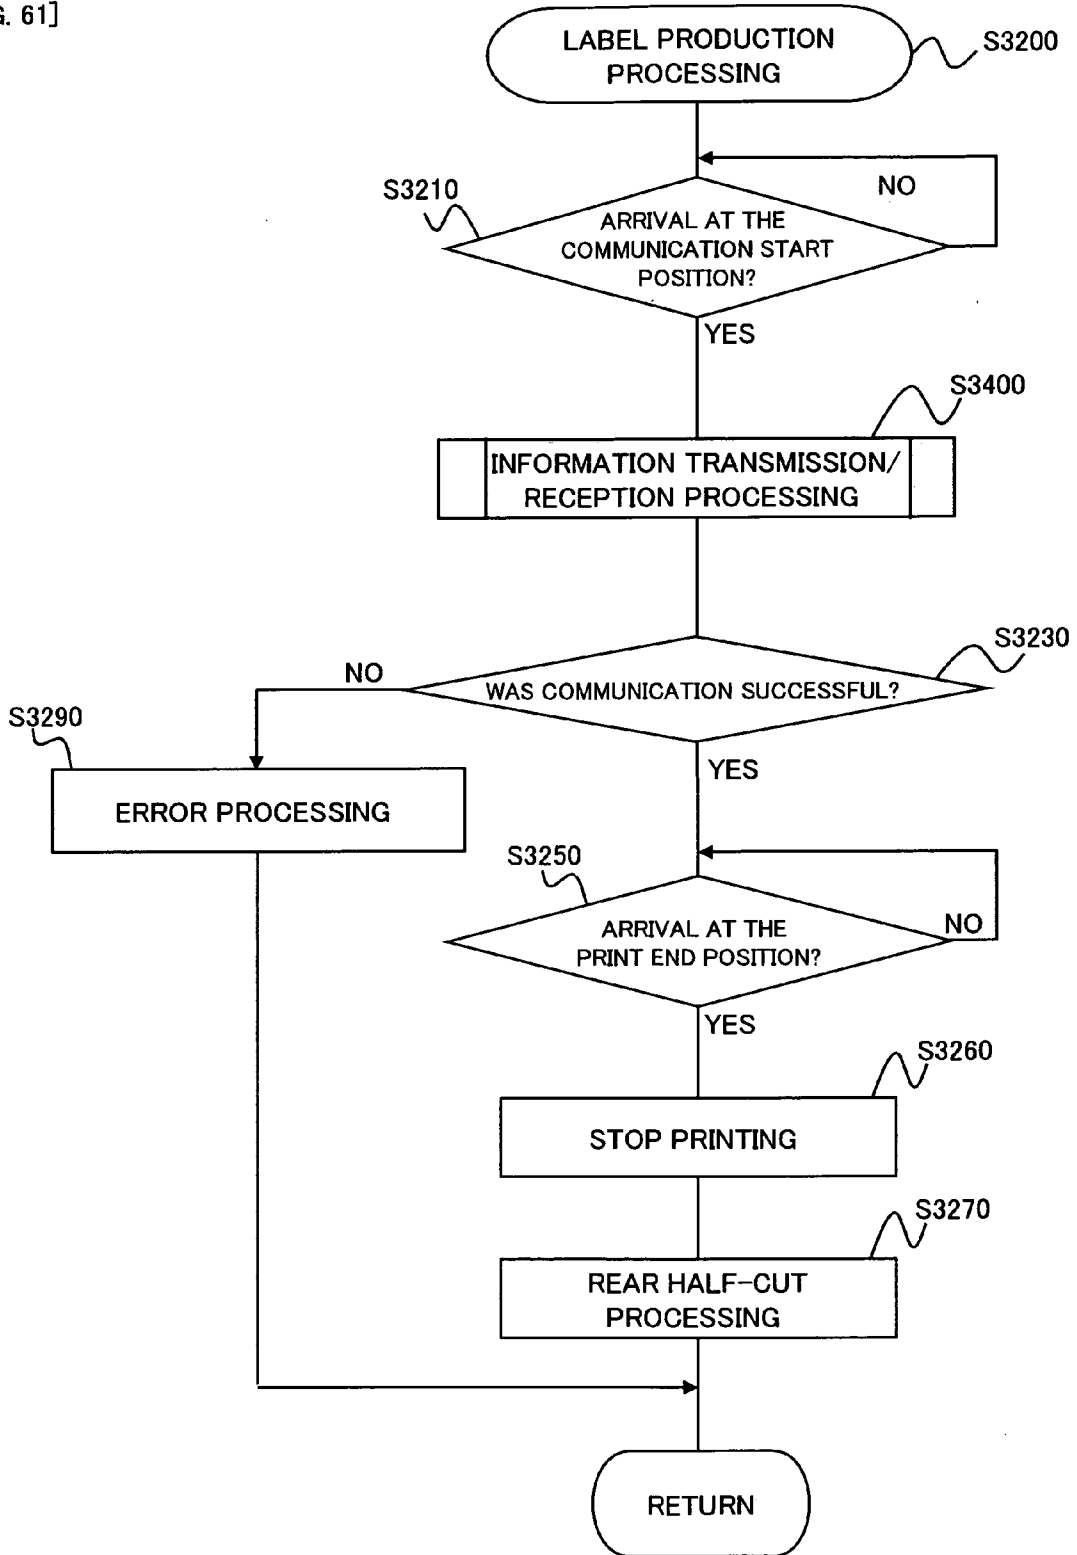 G. 61]
LABEL PRODUCTION
PROCESSING
S3200
NO
S3210
ARRIVAL AT THE
COMMUNICATION START
POSITION?
YES
S3400
INFORMATION TRANSMISSION/
RECEPTION PROCESSING
S3230
NO
WAS COMMUNICATION SUCCESSFUL?
S3290
YES
ERROR PROCESSING
S3250
ARRIVAL AT THE
PRINT END POSITION?
NO
YES
S3260
STOP PRINTING
S3270
REAR HALF-CUT
PROCESSING
RETURN